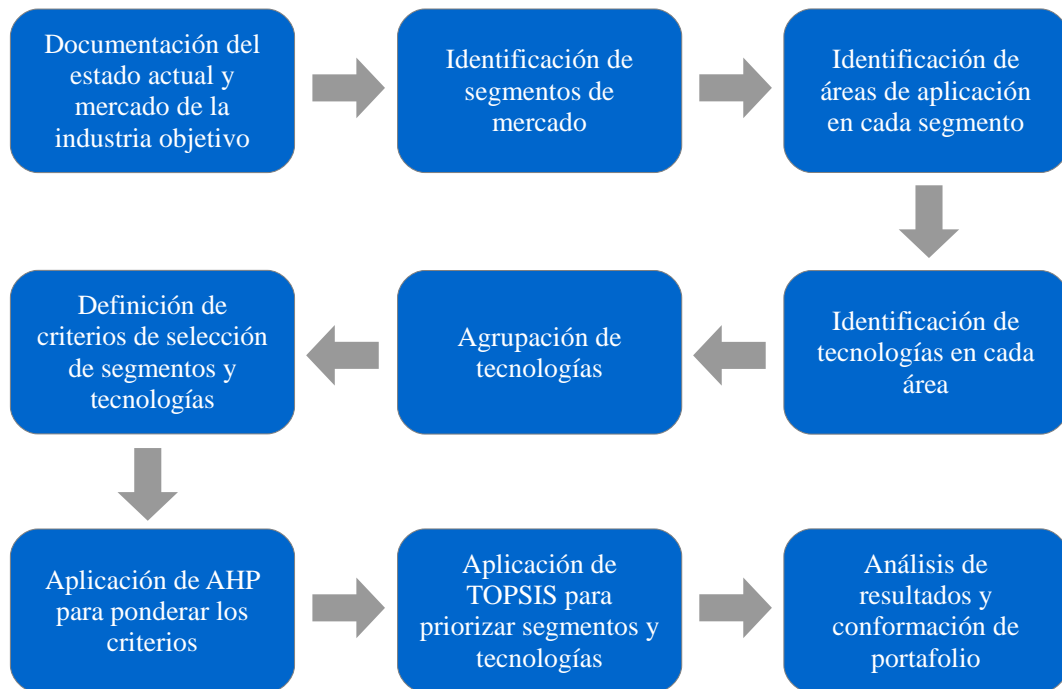 Documentación del
estado actual y
mercado de la
industria objetivo
Identificación de
segmentos de
mercado
Identificación de
áreas de aplicación
en cada segmento
Identificación de
tecnologías en cada
área
Agrupación de
tecnologías
Definición de
criterios de selección
de segmentos y
tecnologías
Aplicación de AHP
para ponderar los
criterios
Aplicación de
TOPSIS para
priorizar segmentos y
tecnologías
Análisis de
resultados y
conformación de
portafolio